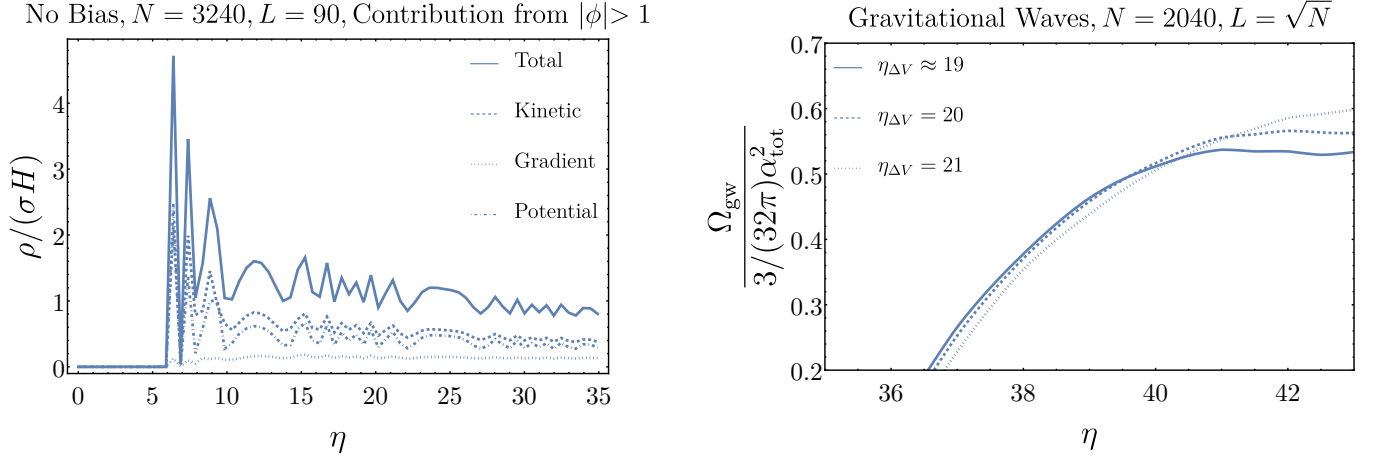 No Bias, N = 3240, L = 90, Contribution from |ϕ|> 1
ρ/(σH)
4
3
2
1
0
Total
Kinetic
Gradient
Potential
0 5 10 15 20 25 30 35
η
Gravitational Waves, N = 2040, L = √N
Ω_gw
3/(32π)α²_tot
0.7
0.6
0.5
0.4
0.3
0.2
η_ΔV ≈ 19
η_ΔV = 20
η_ΔV = 21
36 38 40 42
η